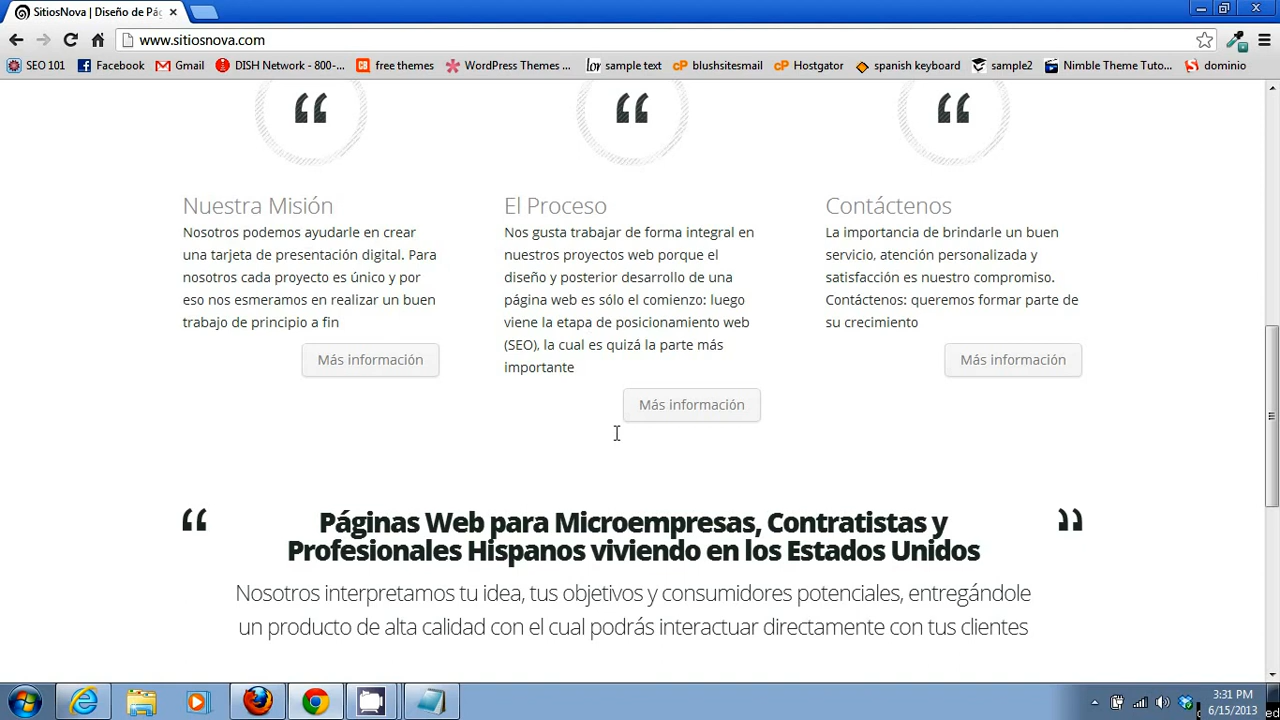 SitiosNova | Diseño de Pág
www.sitiosnova.com
SEO 101 Facebook Gmail DISH Network - 800-... free themes WordPress Themes ... sample text blushsitesmail Hostgator spanish keyboard sample2 Nimble Theme Tuto... dominio
Nuestra Misión
Nosotros podemos ayudarle en crear
una tarjeta de presentación digital. Para
nosotros cada proyecto es único y por
eso nos esmeramos en realizar un buen
trabajo de principio a fin
Más información
El Proceso
Nos gusta trabajar de forma integral en
nuestros proyectos web porque el
diseño y posterior desarrollo de una
página web es sólo el comienzo: luego
viene la etapa de posicionamiento web
(SEO), la cual es quizá la parte más
importante
Más información
Contáctenos
La importancia de brindarle un buen
servicio, atención personalizada y
satisfacción es nuestro compromiso.
Contáctenos: queremos formar parte de
su crecimiento
Más información
“ Páginas Web para Microempresas, Contratistas y ”
Profesionales Hispanos viviendo en los Estados Unidos
Nosotros interpretamos tu idea, tus objetivos y consumidores potenciales, entregándole
un producto de alta calidad con el cual podrás interactuar directamente con tus clientes
3:31 PM
6/15/2013